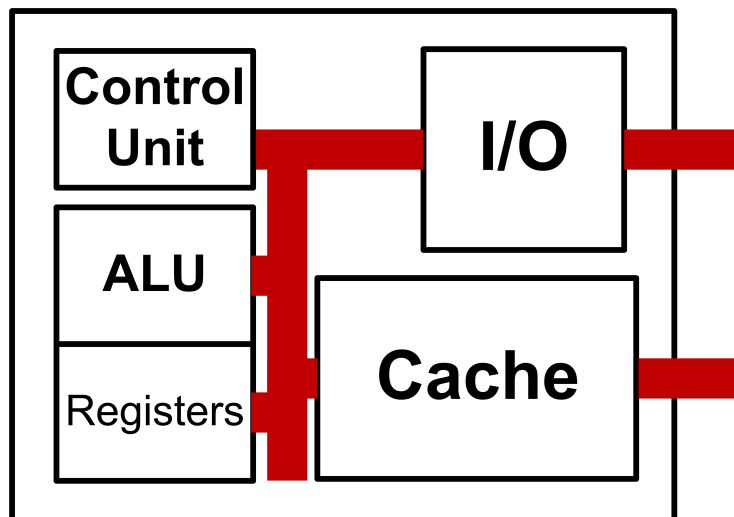 Control
Unit
I/O
ALU
Cache
Registers